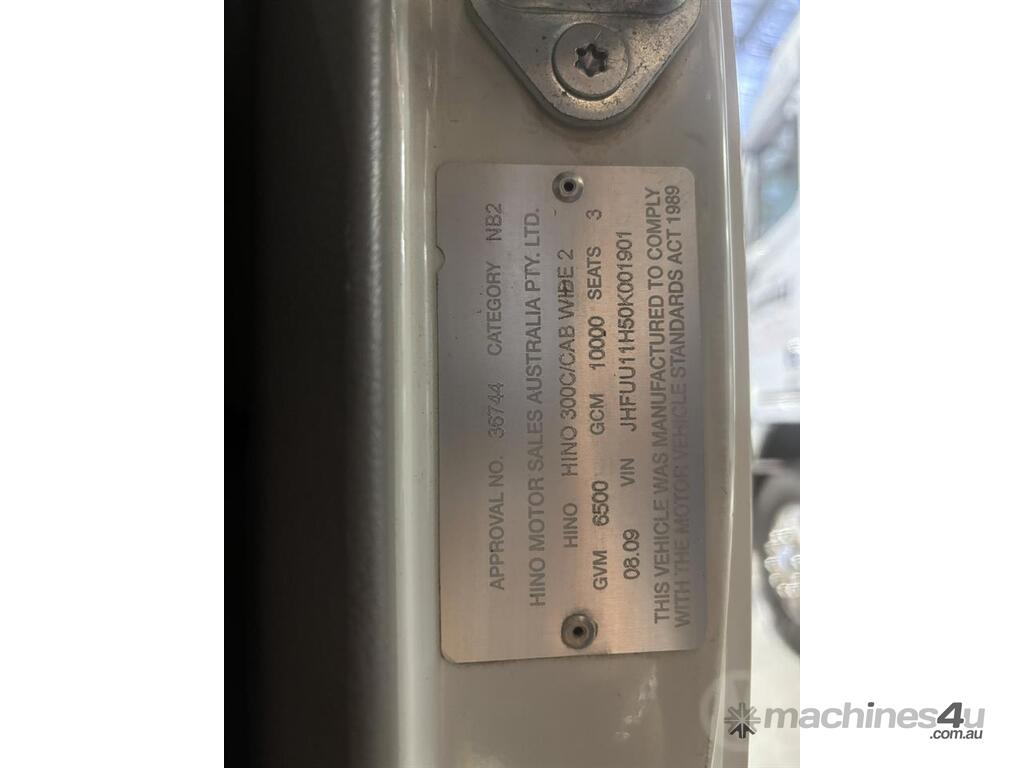 APPROVAL NO. 36744 CATEGORY NB2
HINO MOTOR SALES AUSTRALIA PTY. LTD.
HINO HINO 300C/CAB WIDE 2
GVM 6500 GCM 10000 SEATS 3
08.09 VIN JHFUU11H50K001901
THIS VEHICLE WAS MANUFACTURED TO COMPLY
WITH THE MOTOR VEHICLE STANDARDS ACT 1989
machines4u
.com.au